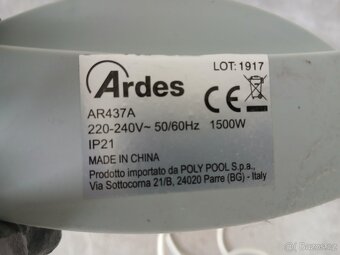 LOT: 1917
Ardes
CE
AR437A
220-240V~ 50/60Hz 1500W
IP21
MADE IN CHINA
Prodotto importato da POLY POOL S.p.a.,
Via Sottocorna 21/B, 24020 Parre (BG) - Italy